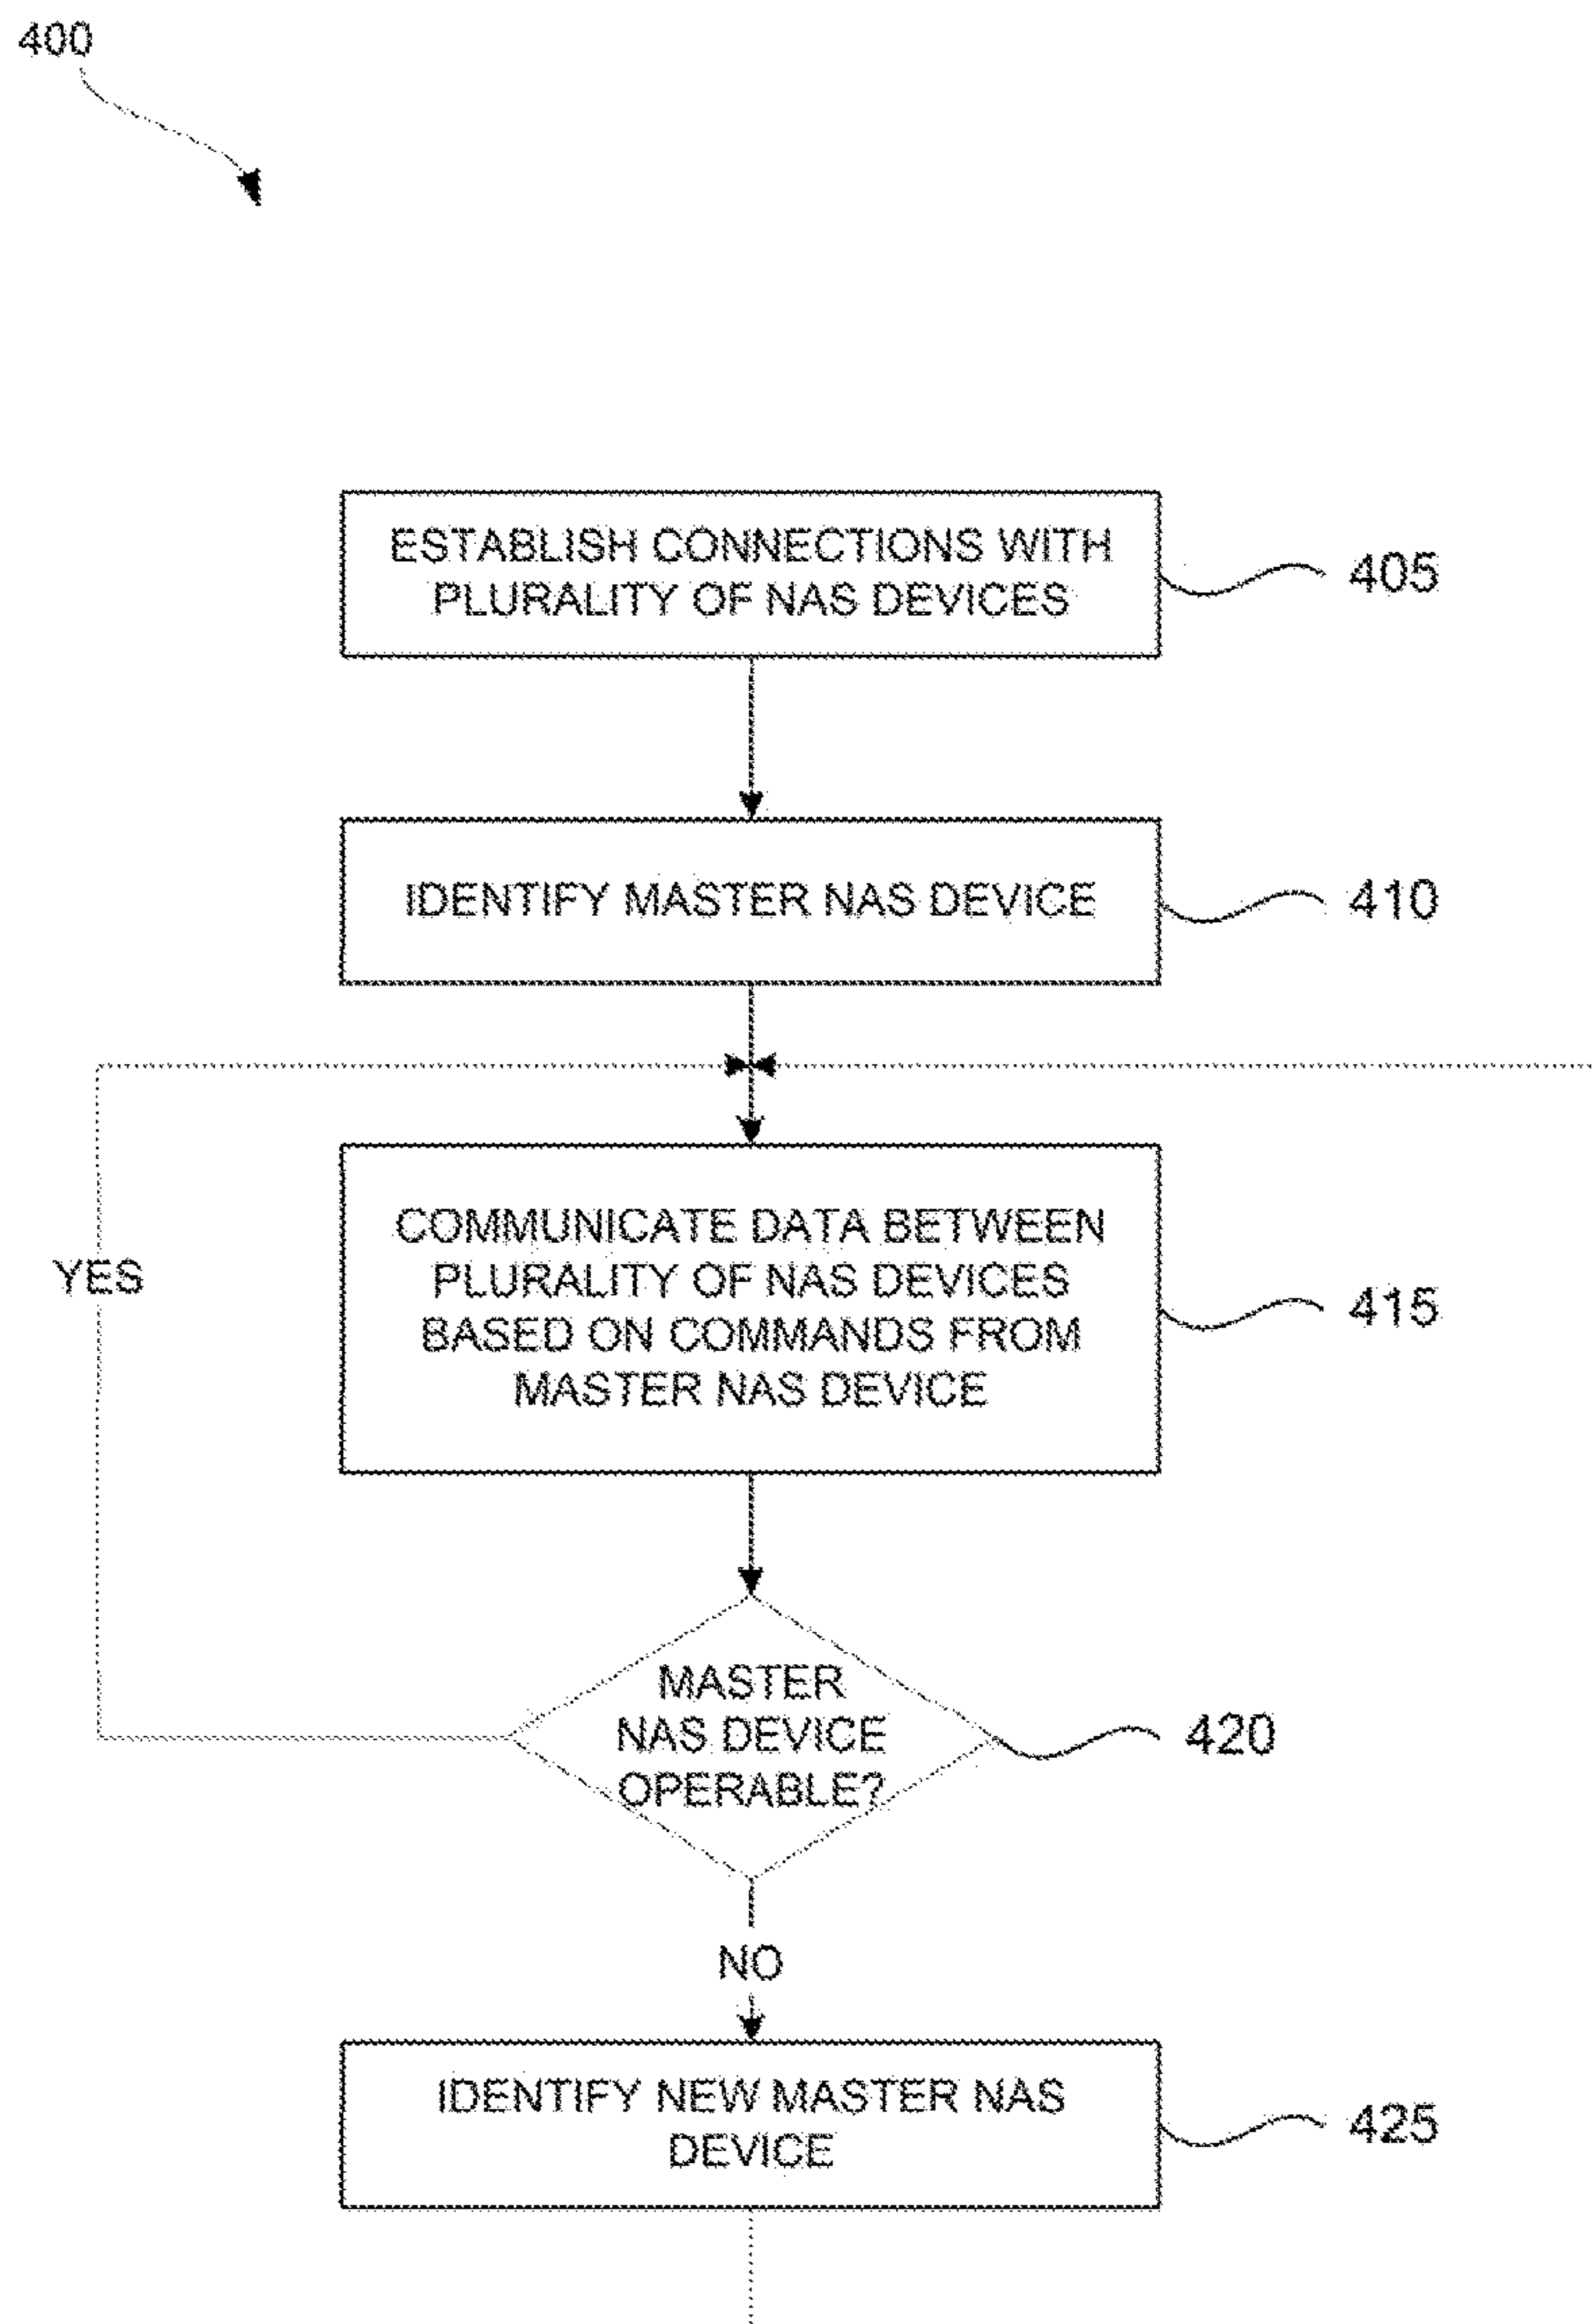 400
ESTABLISH CONNECTIONS WITH
PLURALITY OF NAS DEVICES
405
IDENTIFY MASTER NAS DEVICE
410
COMMUNICATE DATA BETWEEN
PLURALITY OF NAS DEVICES
BASED ON COMMANDS FROM
MASTER NAS DEVICE
415
YES
MASTER
NAS DEVICE
OPERABLE?
420
NO
IDENTIFY NEW MASTER NAS
DEVICE
425